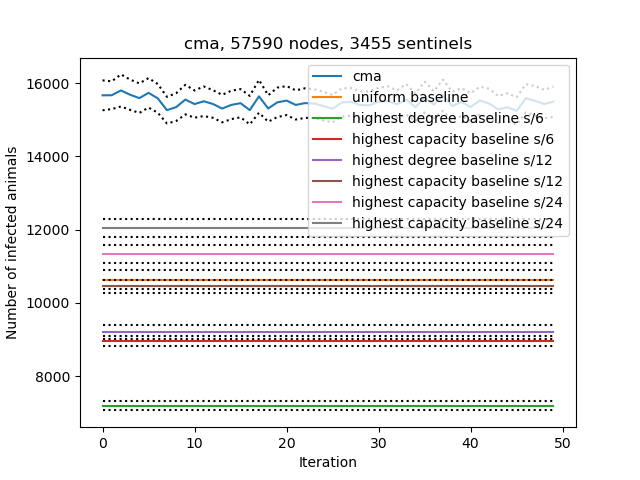 cma, 57590 nodes, 3455 sentinels
Number of infected animals
16000
14000
12000
10000
8000
cma
uniform baseline
highest degree baseline s/6
highest capacity baseline s/6
highest degree baseline s/12
highest capacity baseline s/12
highest capacity baseline s/24
highest capacity baseline s/24
0 10 20 30 40 50
Iteration